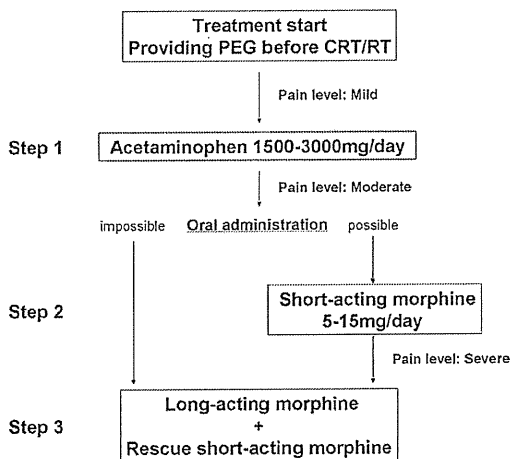 Treatment start
Providing PEG before CRT/RT
Pain level: Mild
Step 1
Acetaminophen 1500-3000mg/day
Pain level: Moderate
impossible Oral administration possible
Step 2
Short-acting morphine
5-15mg/day
Pain level: Severe
Step 3
Long-acting morphine
+
Rescue short-acting morphine